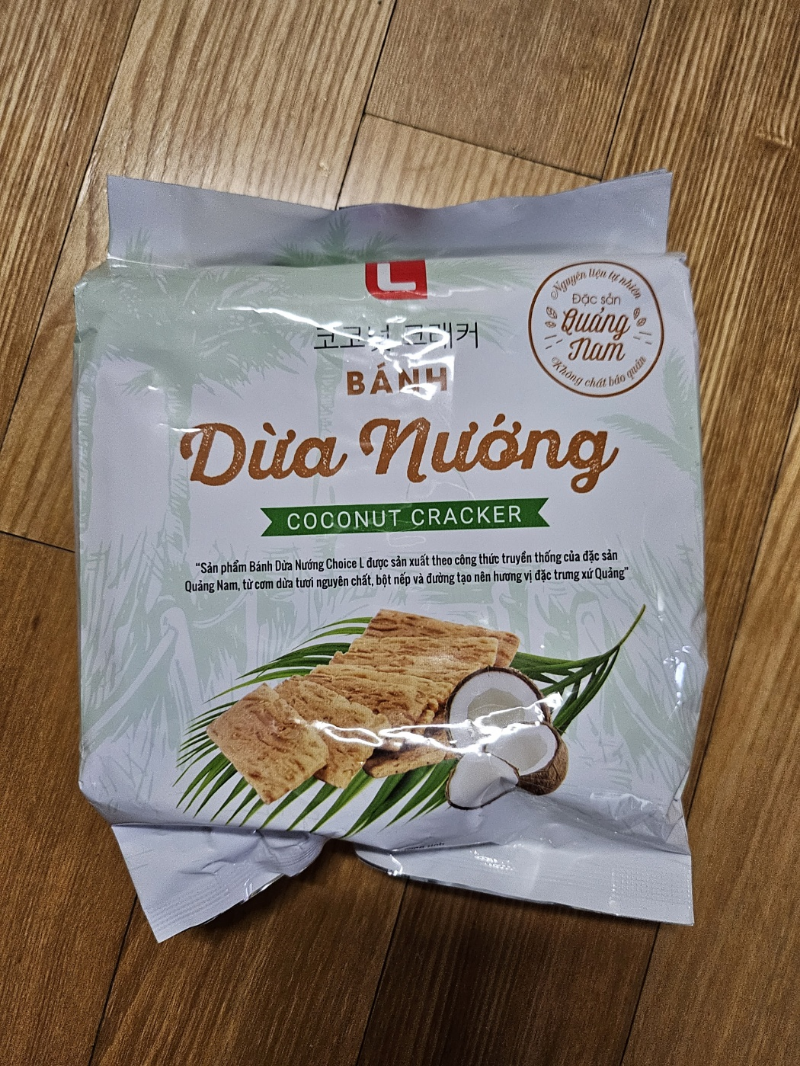 L
코코넛 크래커
BÁNH
Dừa Nướng
COCONUT CRACKER
Nguyên liệu tự nhiên
Đặc sản
Quảng
Nam
Không chất bảo quản
“Sản phẩm Bánh Dừa Nướng Choice L được sản xuất theo công thức truyền thống của đặc sản
Quảng Nam, từ cơm dừa tươi nguyên chất, bột nếp và đường tạo nên hương vị đặc trưng xứ Quảng”